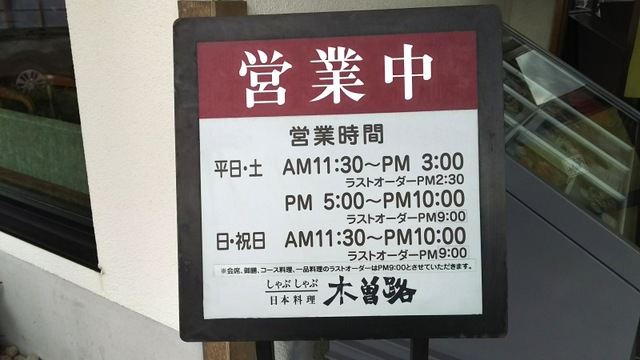 営業中
営業時間
平日・土 AM11:30～PM 3:00
ラストオーダーPM2:30
PM 5:00～PM10:00
ラストオーダーPM9:00
日・祝日 AM11:30～PM10:00
ラストオーダーPM9:00
※会席、御膳、コース料理、一品料理のラストオーダーはPM9:00とさせていただきます。
しゃぶしゃぶ
日本料理 木曽路